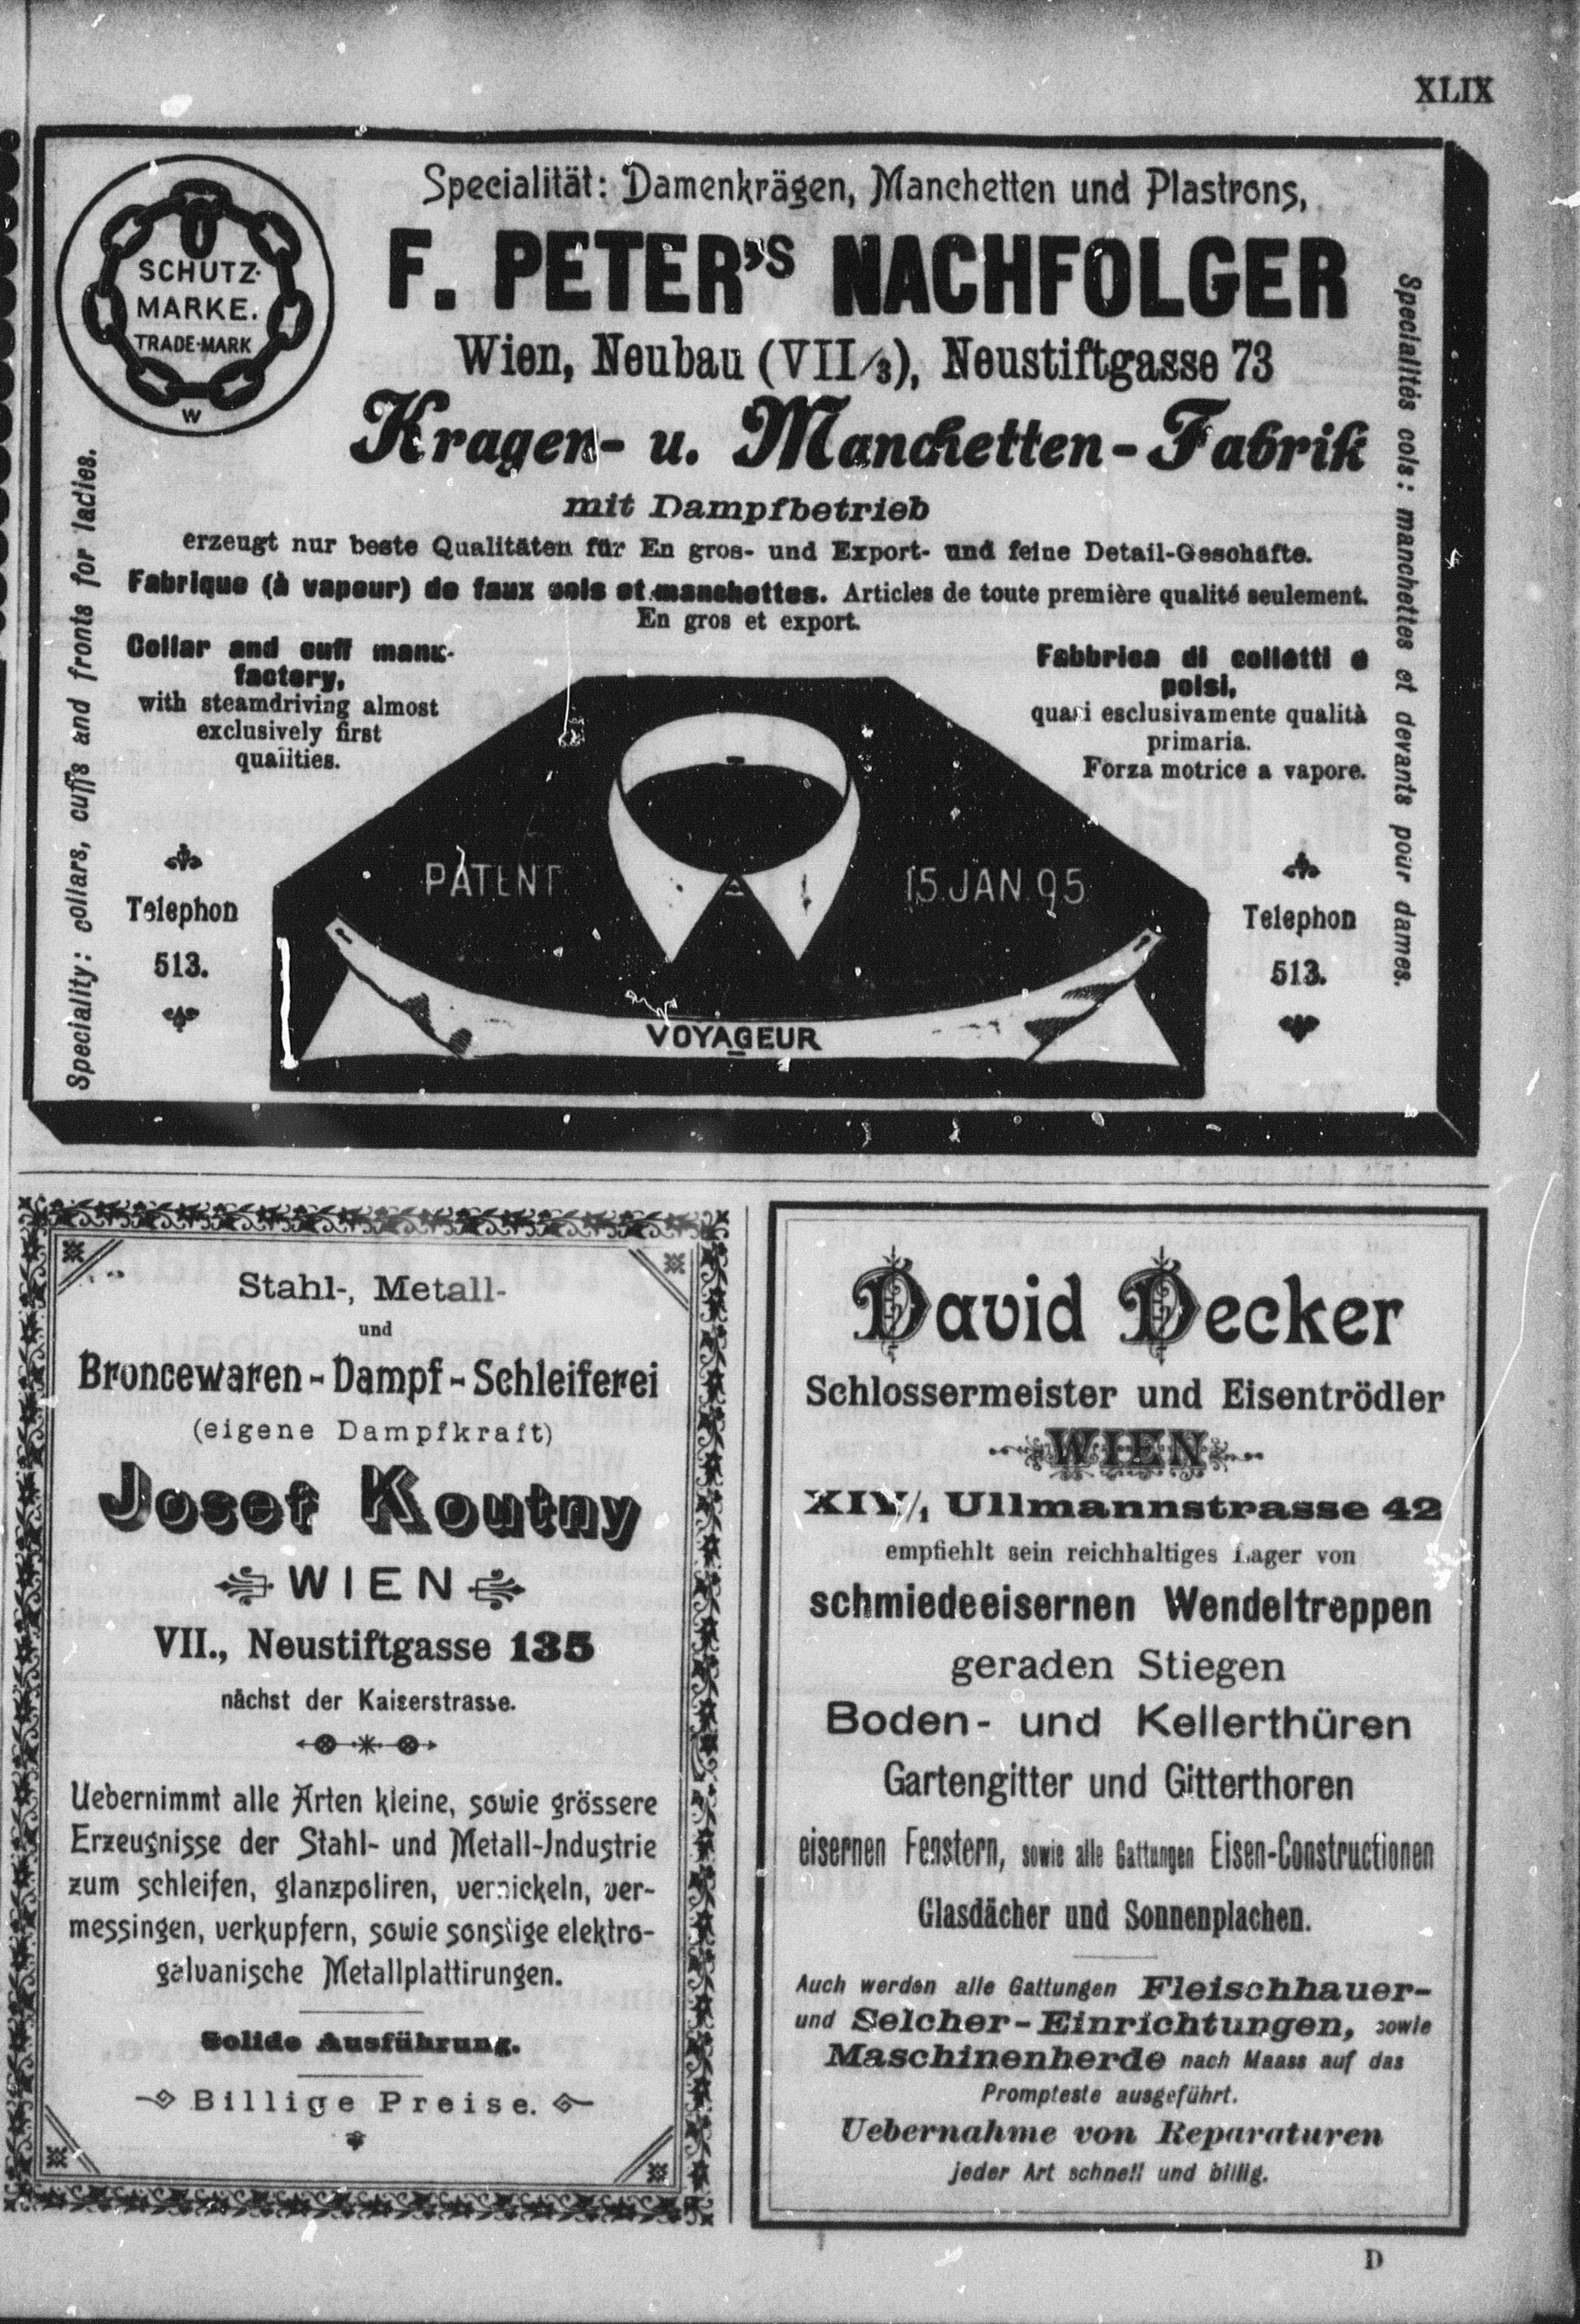 XLIX
SCHUTZ-
MARKE.
TRADE-MARK
W
Specialität: Damenkrägen, Manchetten und Plastrons,
F. PETER'S NACHFOLGER
Wien, Neubau (VII/3), Neustiftgasse 73
Kragen- u. Manchetten-Fabrik
mit Dampfbetrieb
erzeugt nur beste Qualitäten für En gros- und Export- und feine Detail-Geschäfte.
Fabrique (à vapeur) de faux cols et manchettes. Articles de toute première qualité seulement.
En gros et export.
Speciality: collars, cuffs and fronts for ladies.
Collar and cuff manu-
factory,
with steamdriving almost
exclusively first
qualities.
Fabbrica di colletti e
polsi,
quasi esclusivamente qualità
primaria.
Forza motrice a vapore.
Specialités cols: manchettes et devants pour dames.
PATENT
15.JAN.95
Telephon
513.
Telephon
513.
VOYAGEUR
Stahl-, Metall-
und
Broncewaren-Dampf-Schleiferei
(eigene Dampfkraft)
Josef Koutny
WIEN
VII., Neustiftgasse 135
nächst der Kaiserstrasse.
Uebernimmt alle Arten kleine, sowie grössere
Erzeugnisse der Stahl- und Metall-Industrie
zum schleifen, glanzpoliren, vernickeln, ver-
messingen, verkupfern, sowie sonstige elektro-
galvanische Metallplattirungen.
Solide Ausführung.
Billige Preise.
David Decker
Schlossermeister und Eisentrödler
WIEN
XIV/1 Ullmannstrasse 42
empfiehlt sein reichhaltiges Lager von
schmiedeeisernen Wendeltreppen
geraden Stiegen
Boden- und Kellerthüren
Gartengitter und Gitterthoren
eisernen Fenstern, sowie alle Gattungen Eisen-Constructionen
Glasdächer und Sonnenplachen.
Auch werden alle Gattungen Fleischhauer-
und Selcher-Einrichtungen, sowie
Maschinenherde nach Maass auf das
Prompteste ausgeführt.
Uebernahme von Reparaturen
jeder Art schnell und billig.
D